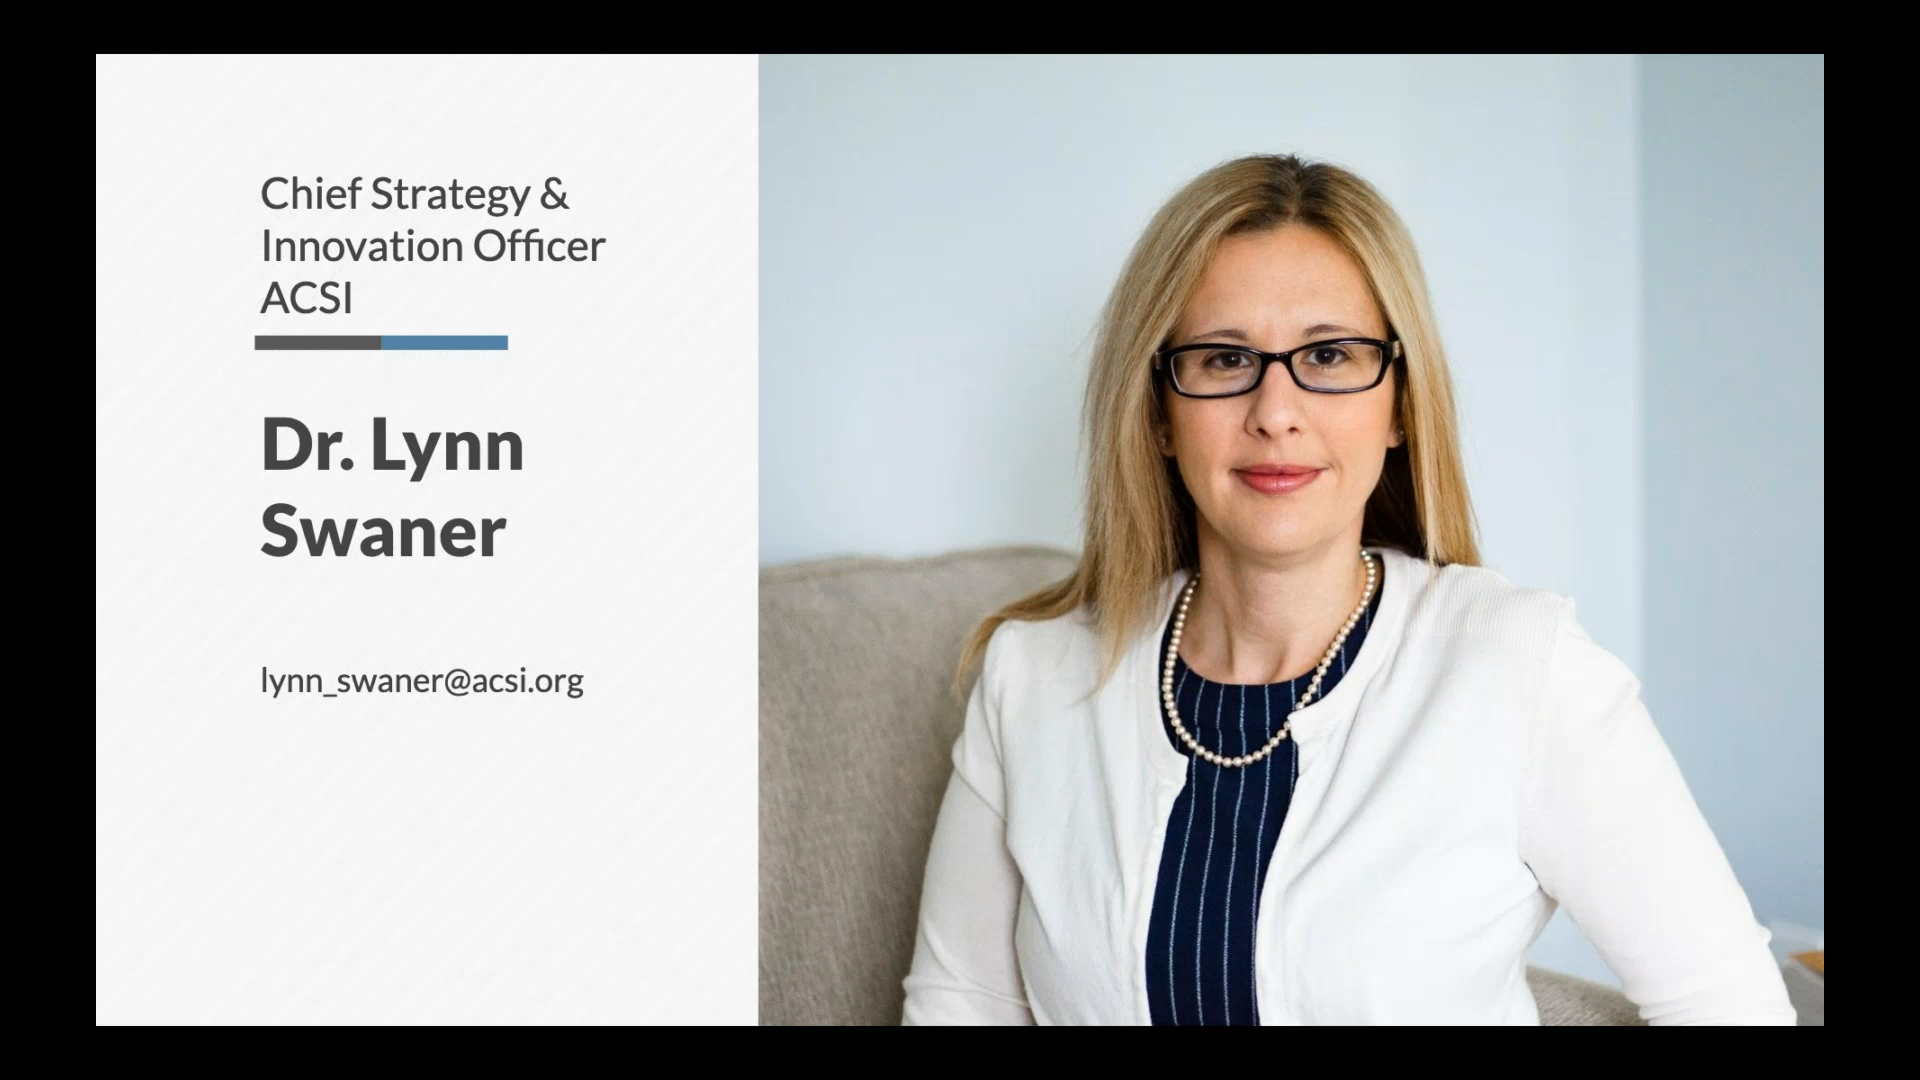 Chief Strategy &
Innovation Officer
ACSI
Dr. Lynn
Swaner
lynn_swaner@acsi.org